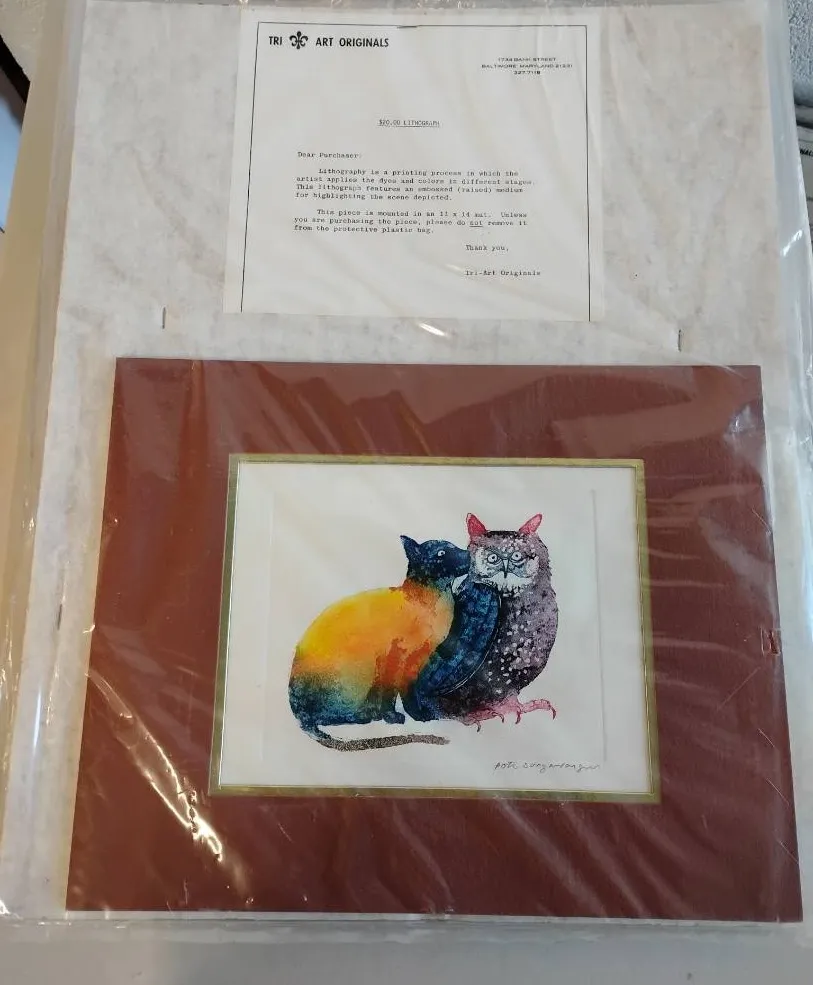 TRI ART ORIGINALS
BANK STREET
BALTIMORE MARYLAND
$20.00 LITHOGRAPH
Dear Purchaser:
Lithography is a printing process in which the
artist applies the dyes and colors in different stages.
This lithograph features an embossed (raised) medium
for highlighting the scene depicted.
This piece is mounted in an 11 x 14 mat. Unless
you are purchasing the piece, please do not remove it
from the protective plastic bag.
Thank you,
Tri-Art Originals